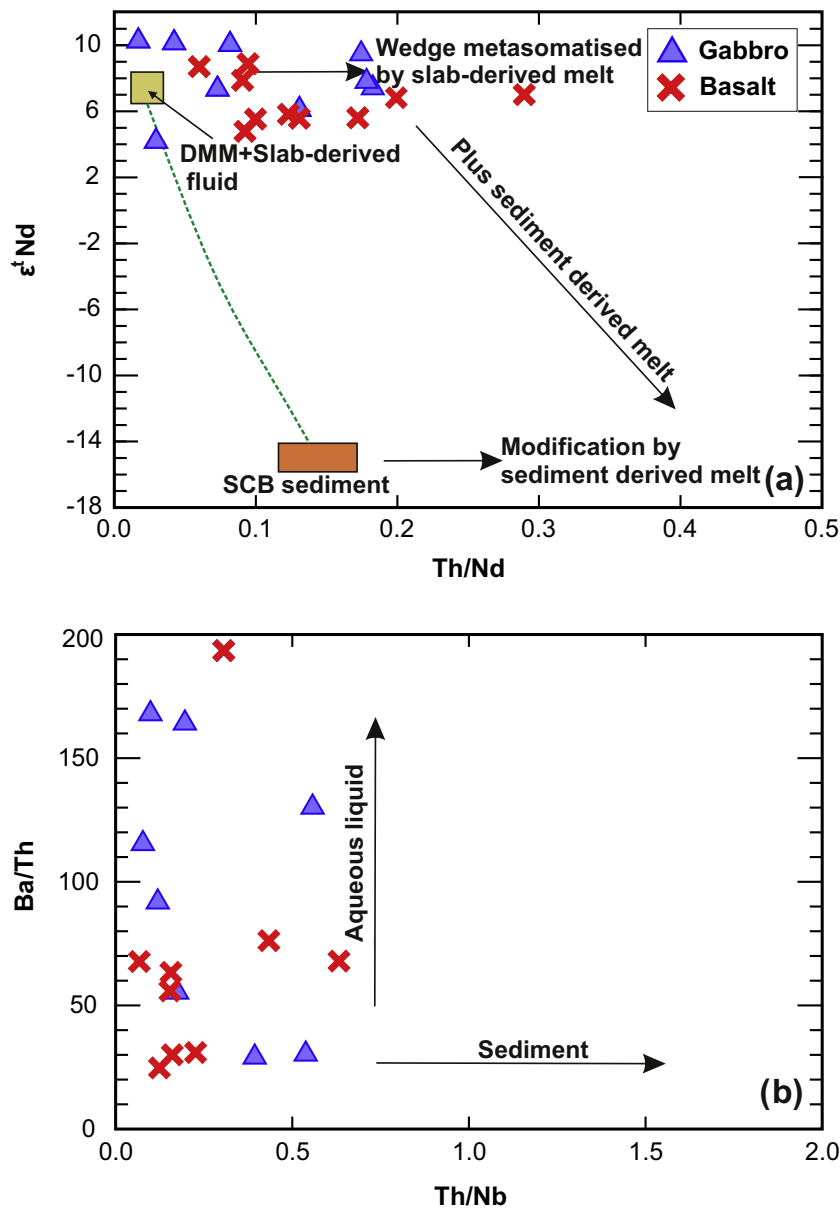 10
6
2
-2
-6
-10
-14
-18
εᵗ Nd
Wedge metasomatised
by slab-derived melt
Gabbro
Basalt
DMM+Slab-derived
fluid
Plus sediment derived melt
SCB sediment
Modification by
sediment derived melt
(a)
0.0 0.1 0.2 0.3 0.4 0.5
Th/Nd
200
150
100
50
0
Ba/Th
Aqueous liquid
Sediment
(b)
0.0 0.5 1.0 1.5 2.0
Th/Nb